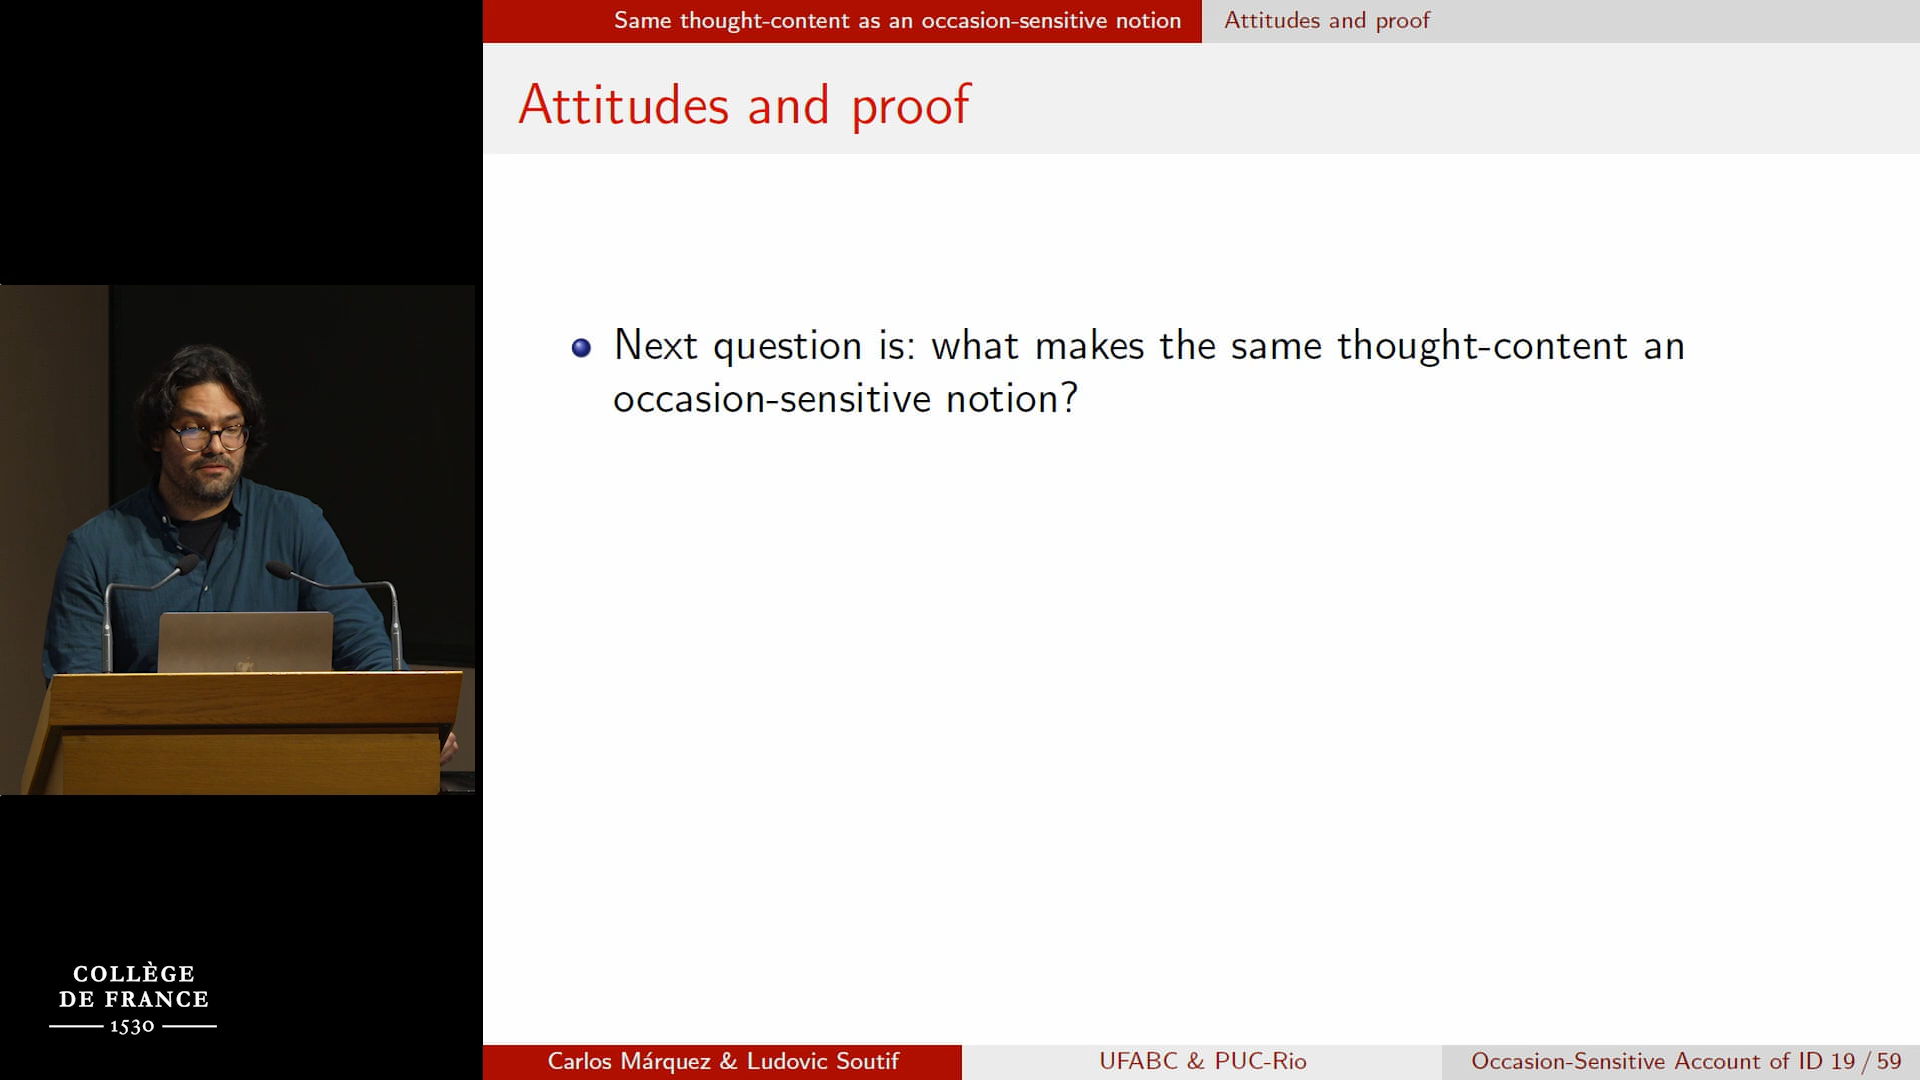 Same thought-content as an occasion-sensitive notion
Attitudes and proof
Attitudes and proof
Next question is: what makes the same thought-content an
occasion-sensitive notion?
COLLÈGE
DE FRANCE
1530
Carlos Márquez & Ludovic Soutif
UFABC & PUC-Rio
Occasion-Sensitive Account of ID 19 / 59